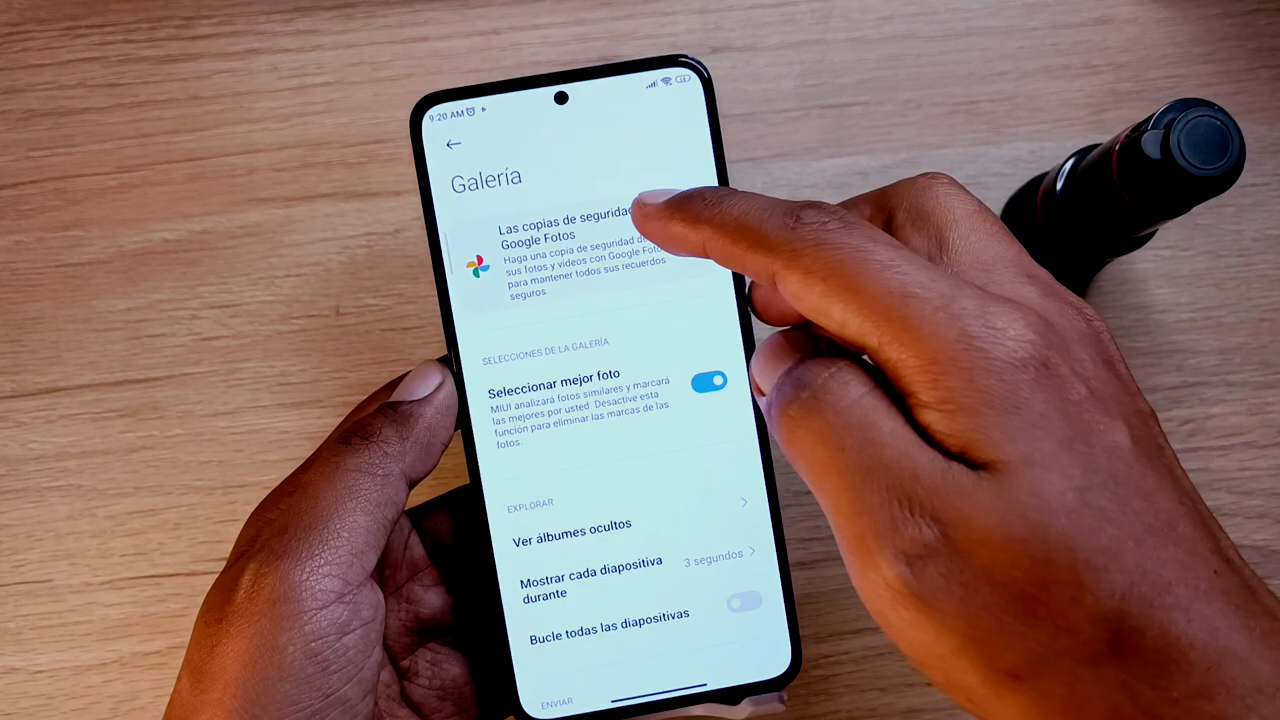 9:20 AM
Galería
Las copias de seguridad
Google Fotos
Haga una copia de seguridad de
sus fotos y videos con Google Fotos
para mantener todos sus recuerdos
seguros
SELECCIONES DE LA GALERÍA
Seleccionar mejor foto
MIUI analizará fotos similares y marcará
las mejores por usted. Desactive esta
función para eliminar las marcas de las
fotos.
EXPLORAR
Ver álbumes ocultos
Mostrar cada diapositiva
durante
3 segundos
Bucle todas las diapositivas
ENVIAR